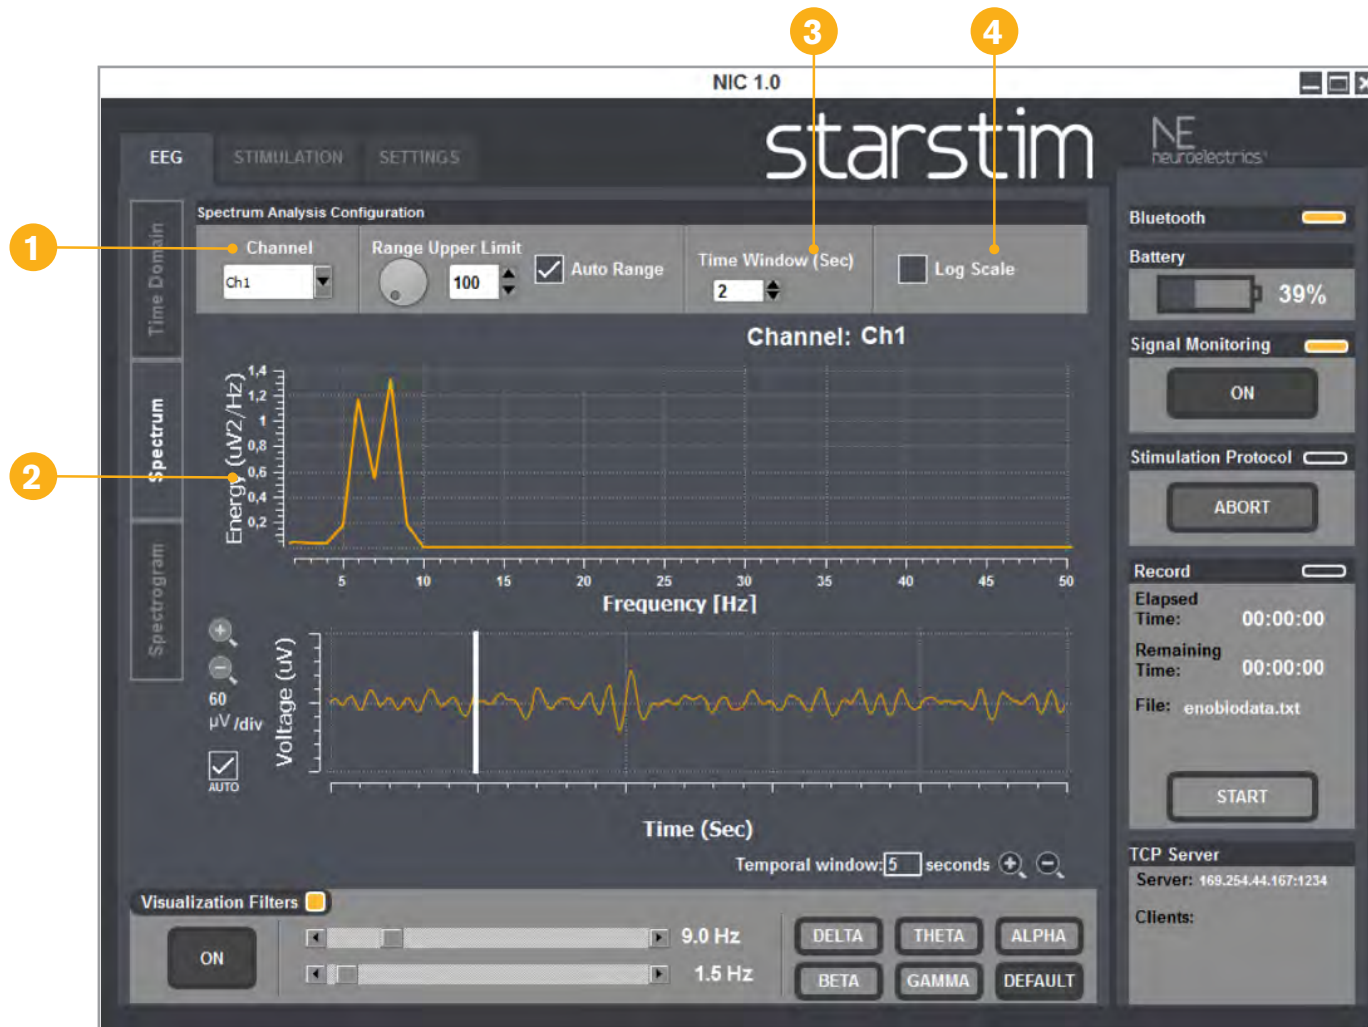 3 4
NIC 1.0
starstim
NE
neuroelectrics
EEG STIMULATION SETTINGS
Spectrum Analysis Configuration
1
Channel
Ch1
Range Upper Limit
100
Auto Range
Time Window (Sec)
2
Log Scale
Time Domain
Spectrum
Spectrogram
Channel: Ch1
2
Energy (uV2/Hz)
1,4
1,2
1
0,8
0,6
0,4
0,2
5 10 15 20 25 30 35 40 45 50
Frequency [Hz]
60
µV /div
AUTO
Voltage (uV)
Time (Sec)
Temporal window: 5 seconds
Visualization Filters
ON
9.0 Hz
1.5 Hz
DELTA THETA ALPHA
BETA GAMMA DEFAULT
Bluetooth
Battery
39%
Signal Monitoring
ON
Stimulation Protocol
ABORT
Record
Elapsed
Time: 00:00:00
Remaining
Time: 00:00:00
File: enobiodata.txt
START
TCP Server
Server: 169.254.44.167:1234
Clients: